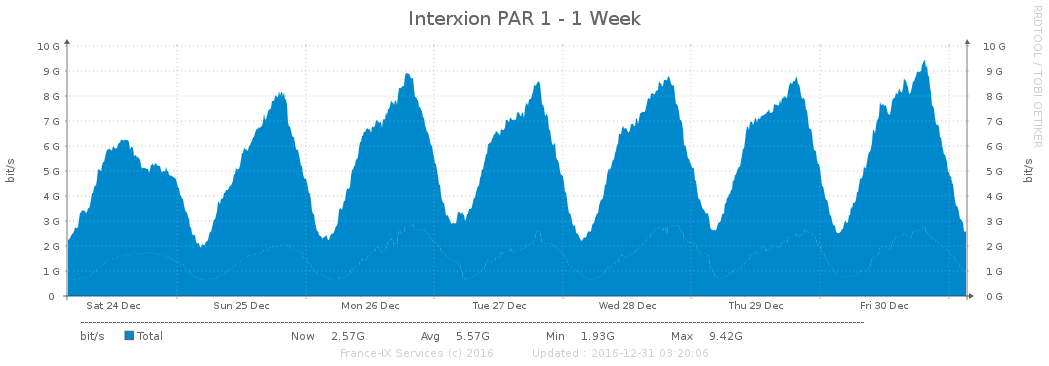 Interxion PAR 1 - 1 Week
RRDTOOL / TOBI OETIKER
bit/s
10 G 10 G
9 G 9 G
8 G 8 G
7 G 7 G
6 G 6 G
5 G 5 G
4 G 4 G
3 G 3 G
2 G 2 G
1 G 1 G
0 0 G
bit/s
Sat 24 Dec Sun 25 Dec Mon 26 Dec Tue 27 Dec Wed 28 Dec Thu 29 Dec Fri 30 Dec
bit/s Total Now 2.57G Avg 5.57G Min 1.93G Max 9.42G
France-IX Services (c) 2016 Updated : 2016-12-31 03:20:06